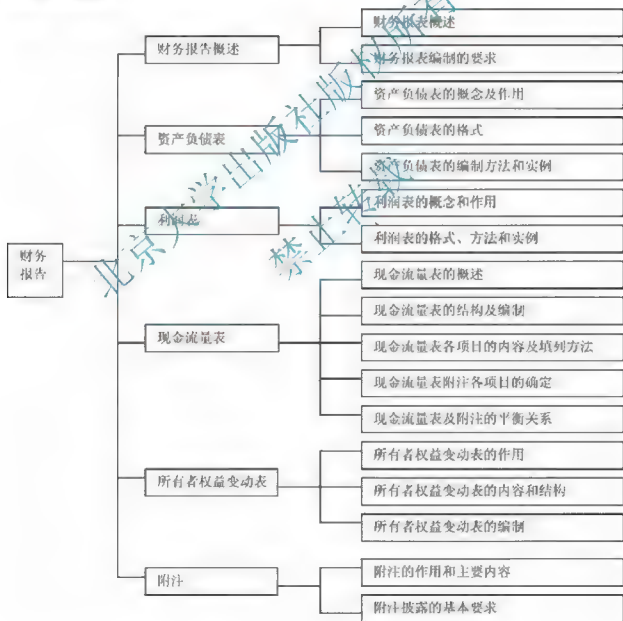 财务
报告
财务报告概述
财务报表概述
财务报表编制的要求
资产负债表
资产负债表的概念及作用
资产负债表的格式
资产负债表的编制方法和实例
利润表
利润表的概念和作用
利润表的格式、方法和实例
现金流量表
现金流量表的概述
现金流量表的结构及编制
现金流量表各项目的内容及填列方法
现金流量表附注各项目的确定
现金流量表及附注的平衡关系
所有者权益变动表
所有者权益变动表的作用
所有者权益变动表的内容和结构
所有者权益变动表的编制
附注
附注的作用和主要内容
附注披露的基本要求
北京大学出版社版权所有
禁止转载